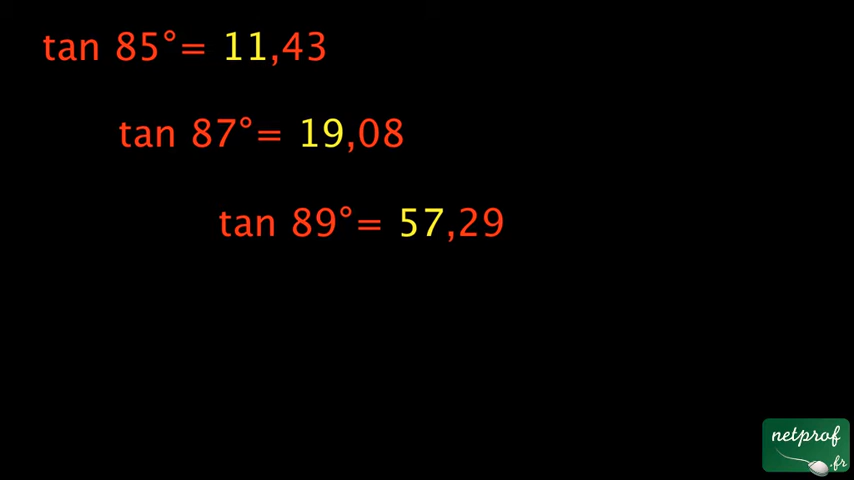 tan 85°= 11,43
tan 87°= 19,08
tan 89°= 57,29
netprof
.fr